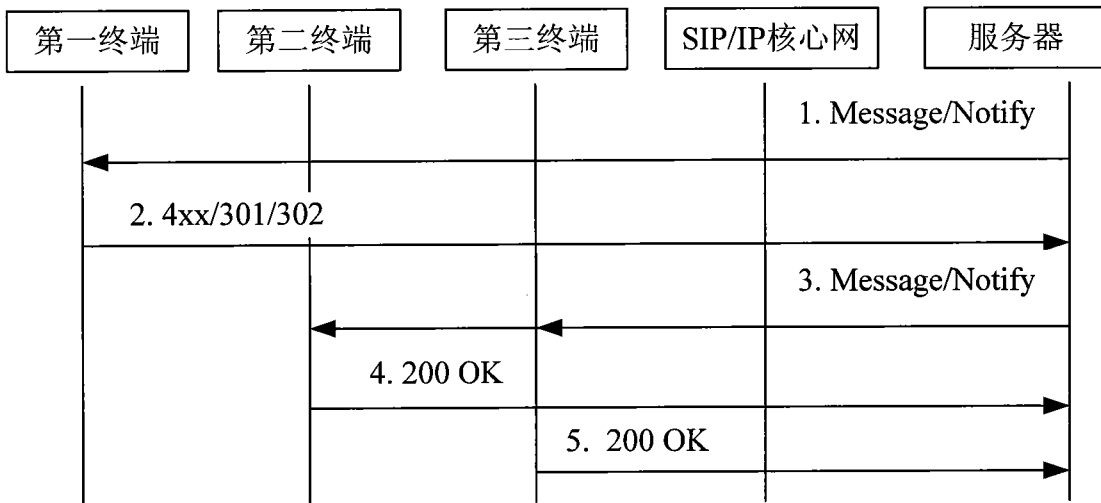 第一终端
第二终端
第三终端
SIP/IP核心网
服务器
1. Message/Notify
2. 4xx/301/302
3. Message/Notify
4. 200 OK
5. 200 OK